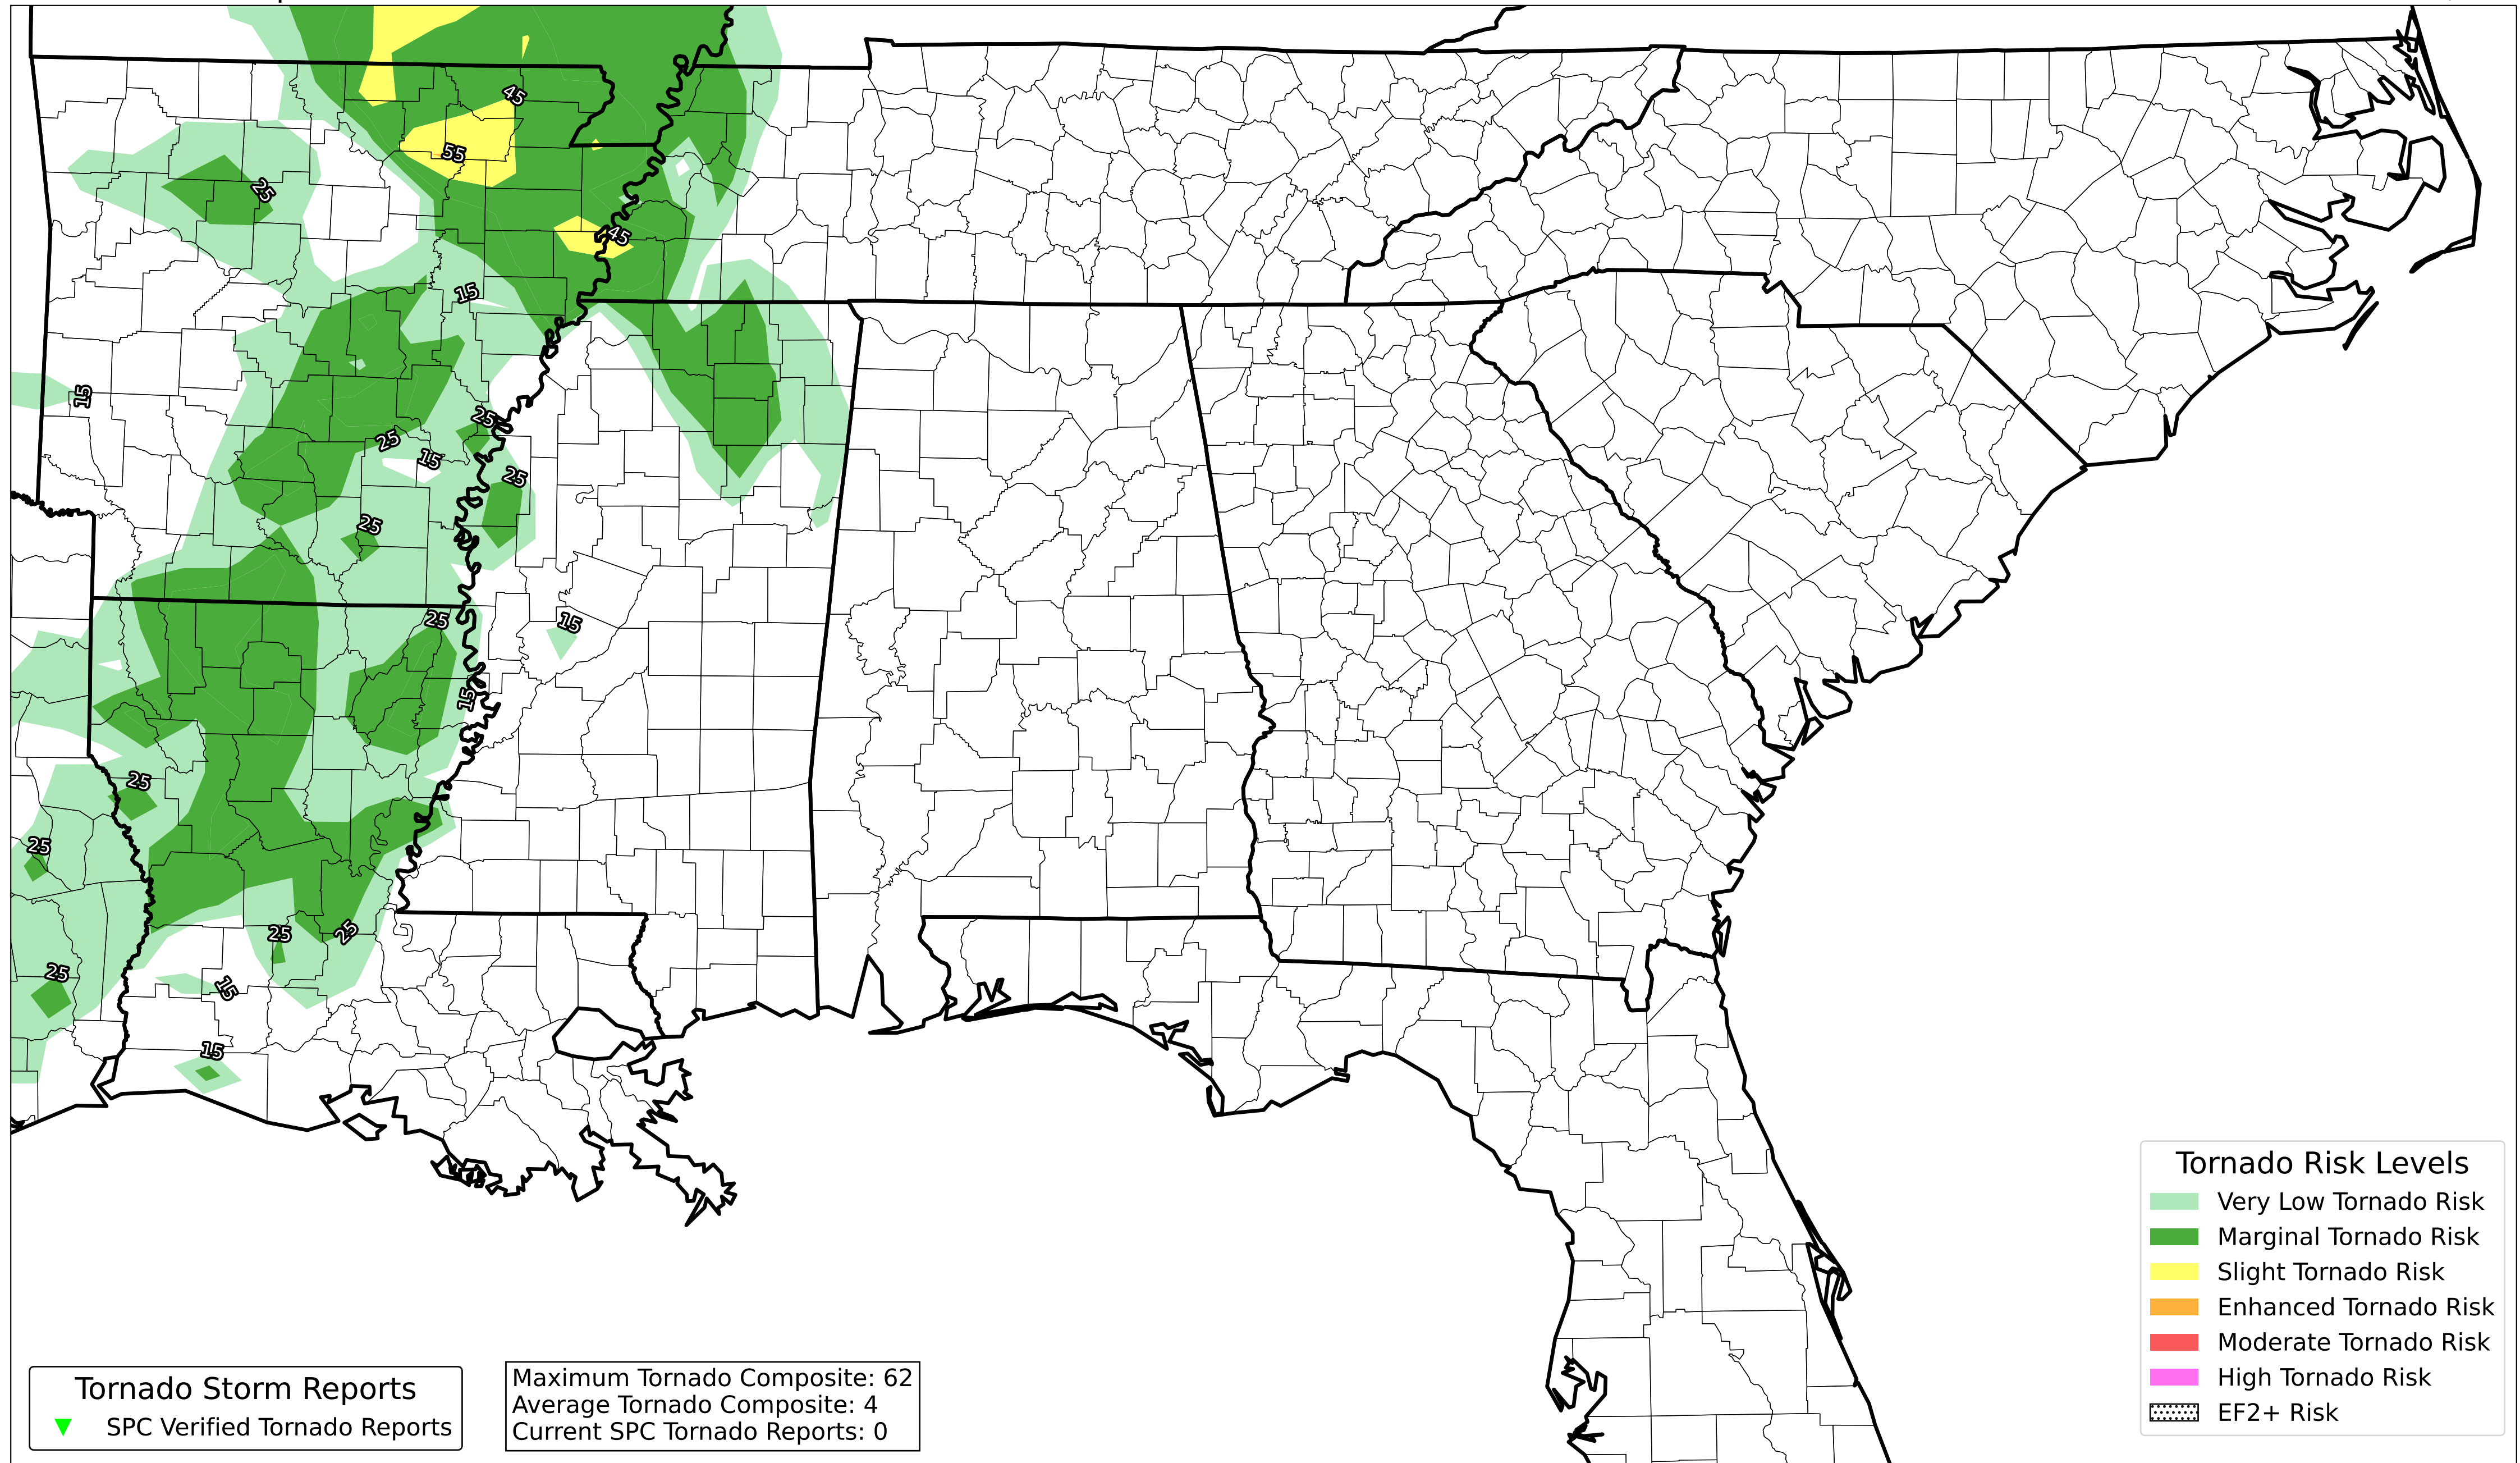 45
55
25
45
15
15
25
25
15
25
25
25
15
15
25
25
25
25
25
15
15
Tornado Risk Levels
Very Low Tornado Risk
Marginal Tornado Risk
Slight Tornado Risk
Enhanced Tornado Risk
Moderate Tornado Risk
High Tornado Risk
EF2+ Risk
Tornado Storm Reports
SPC Verified Tornado Reports
Maximum Tornado Composite: 62
Average Tornado Composite: 4
Current SPC Tornado Reports: 0